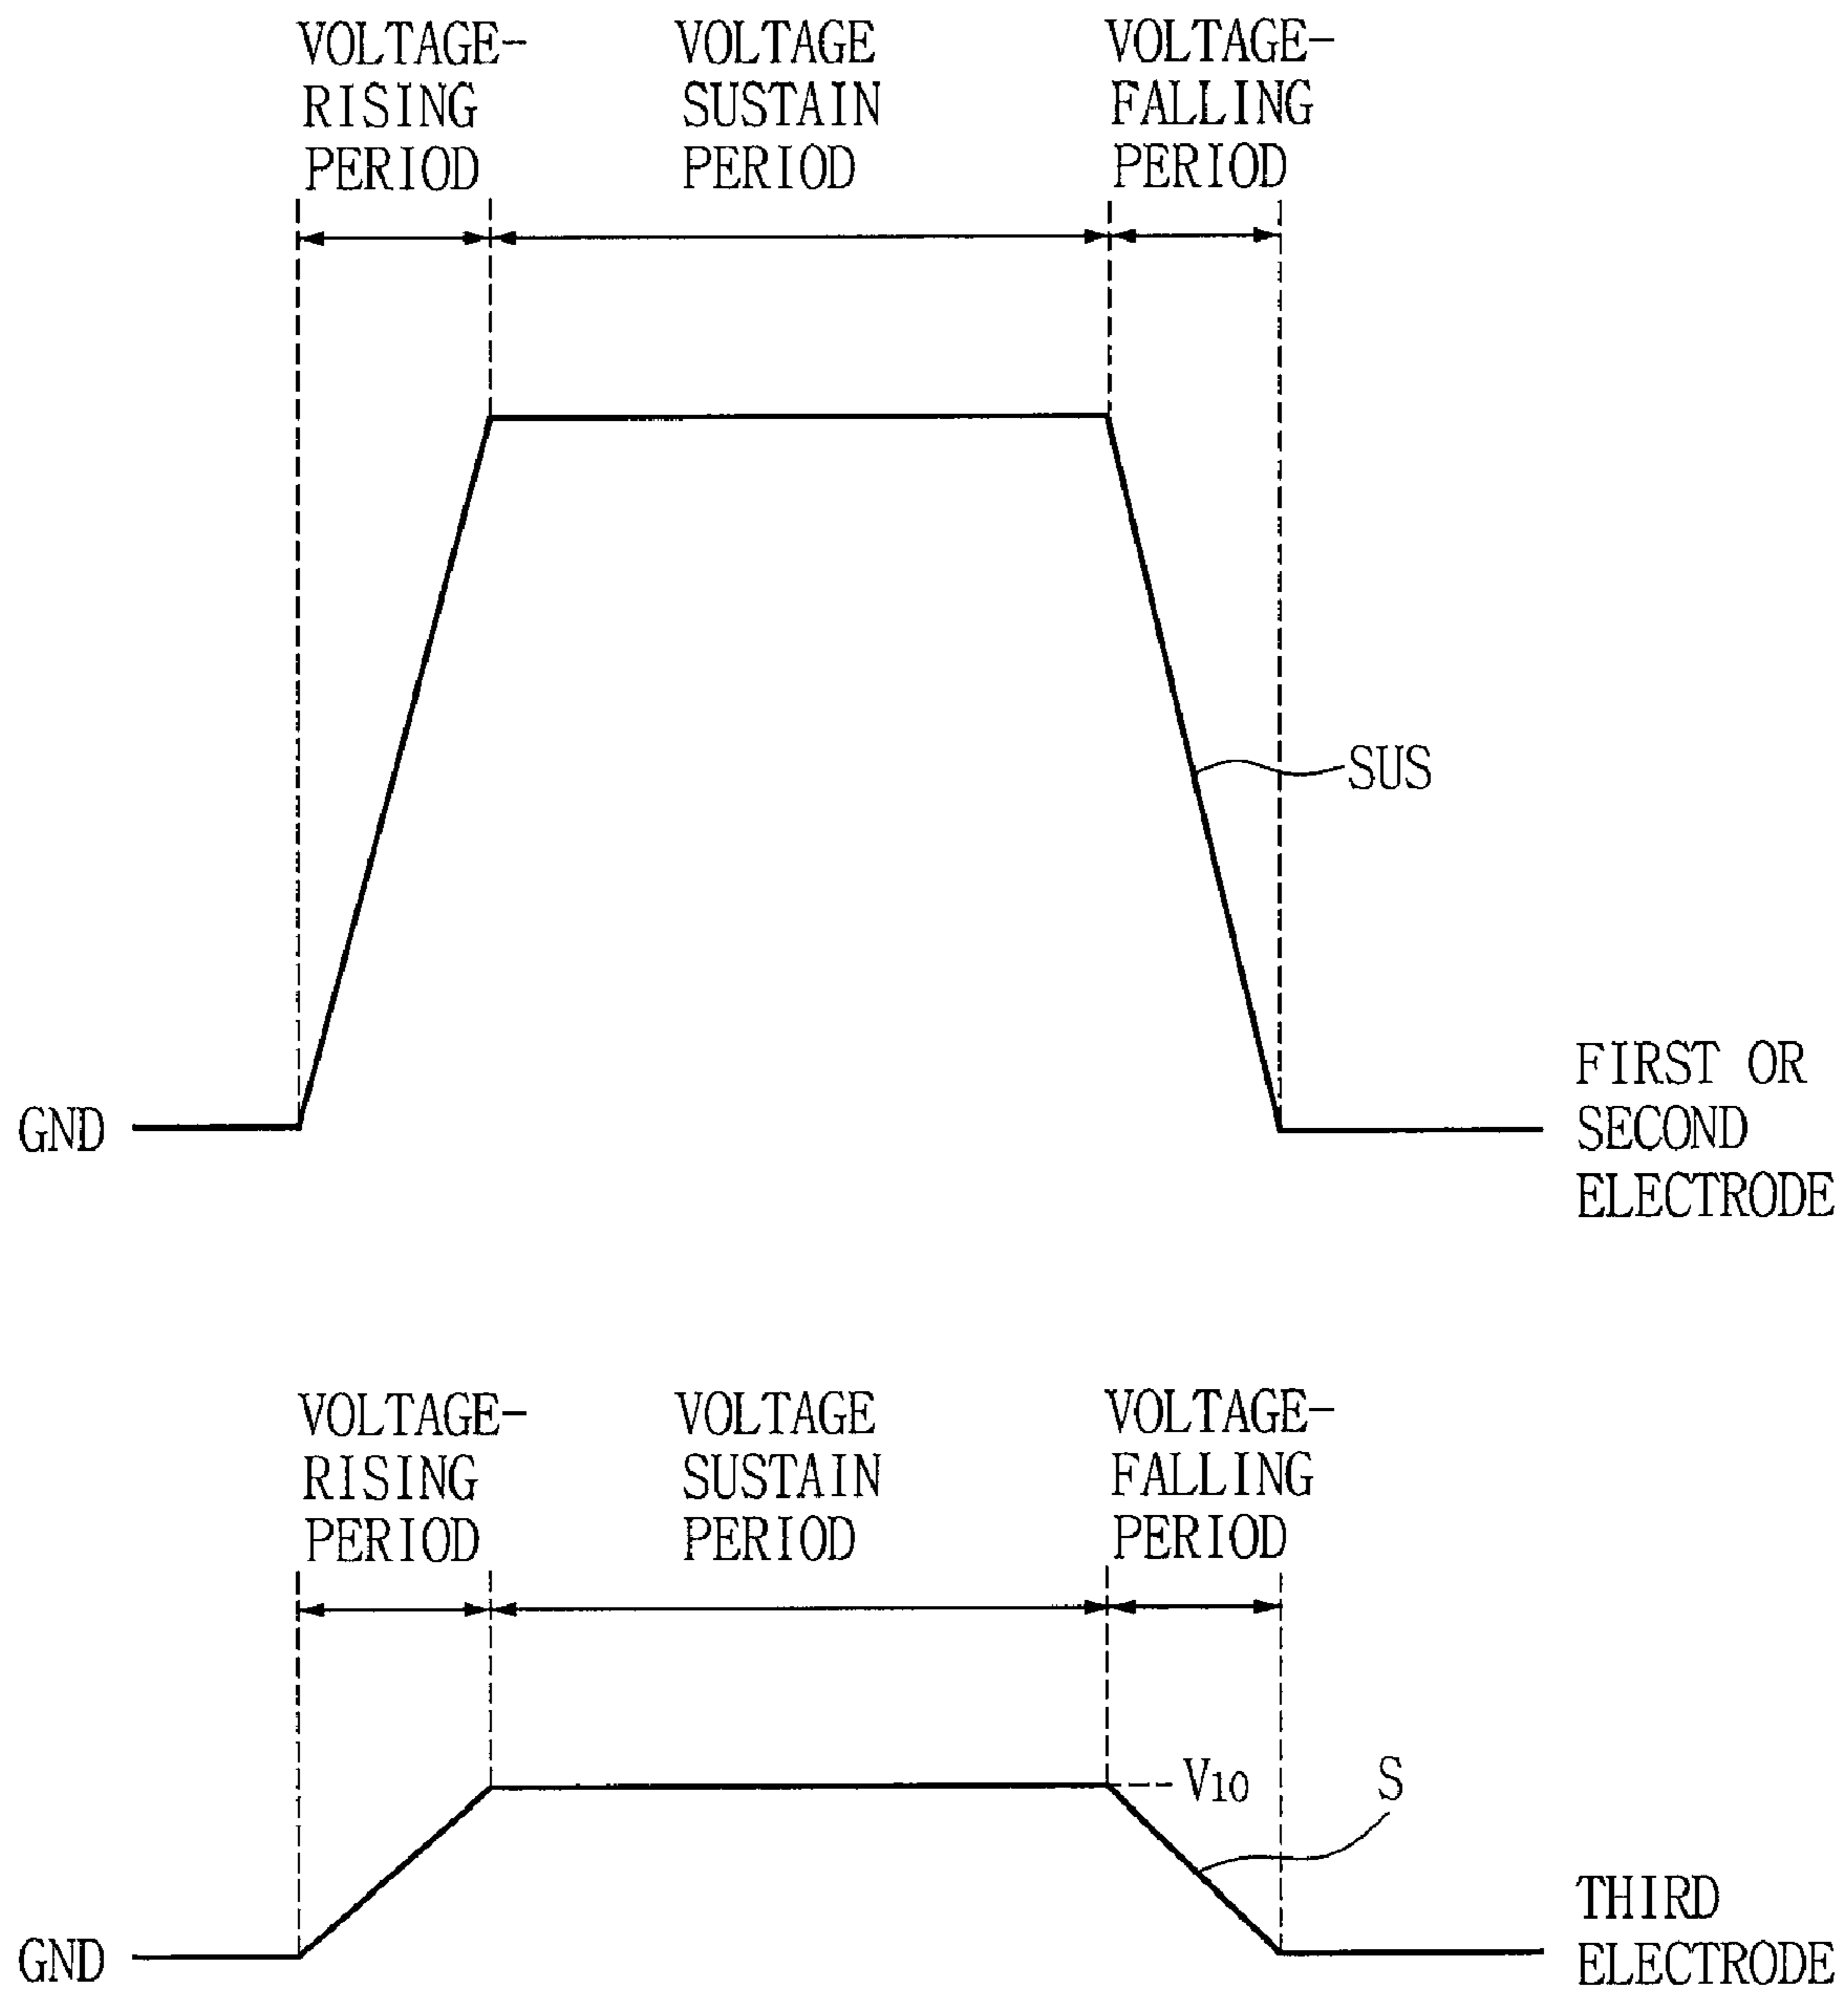 VOLTAGE-
RISING
PERIOD
VOLTAGE
SUSTAIN
PERIOD
VOLTAGE-
FALLING
PERIOD
SUS
GND
FIRST OR
SECOND
ELECTRODE
VOLTAGE-
RISING
PERIOD
VOLTAGE
SUSTAIN
PERIOD
VOLTAGE-
FALLING
PERIOD
V10
S
GND
THIRD
ELECTRODE